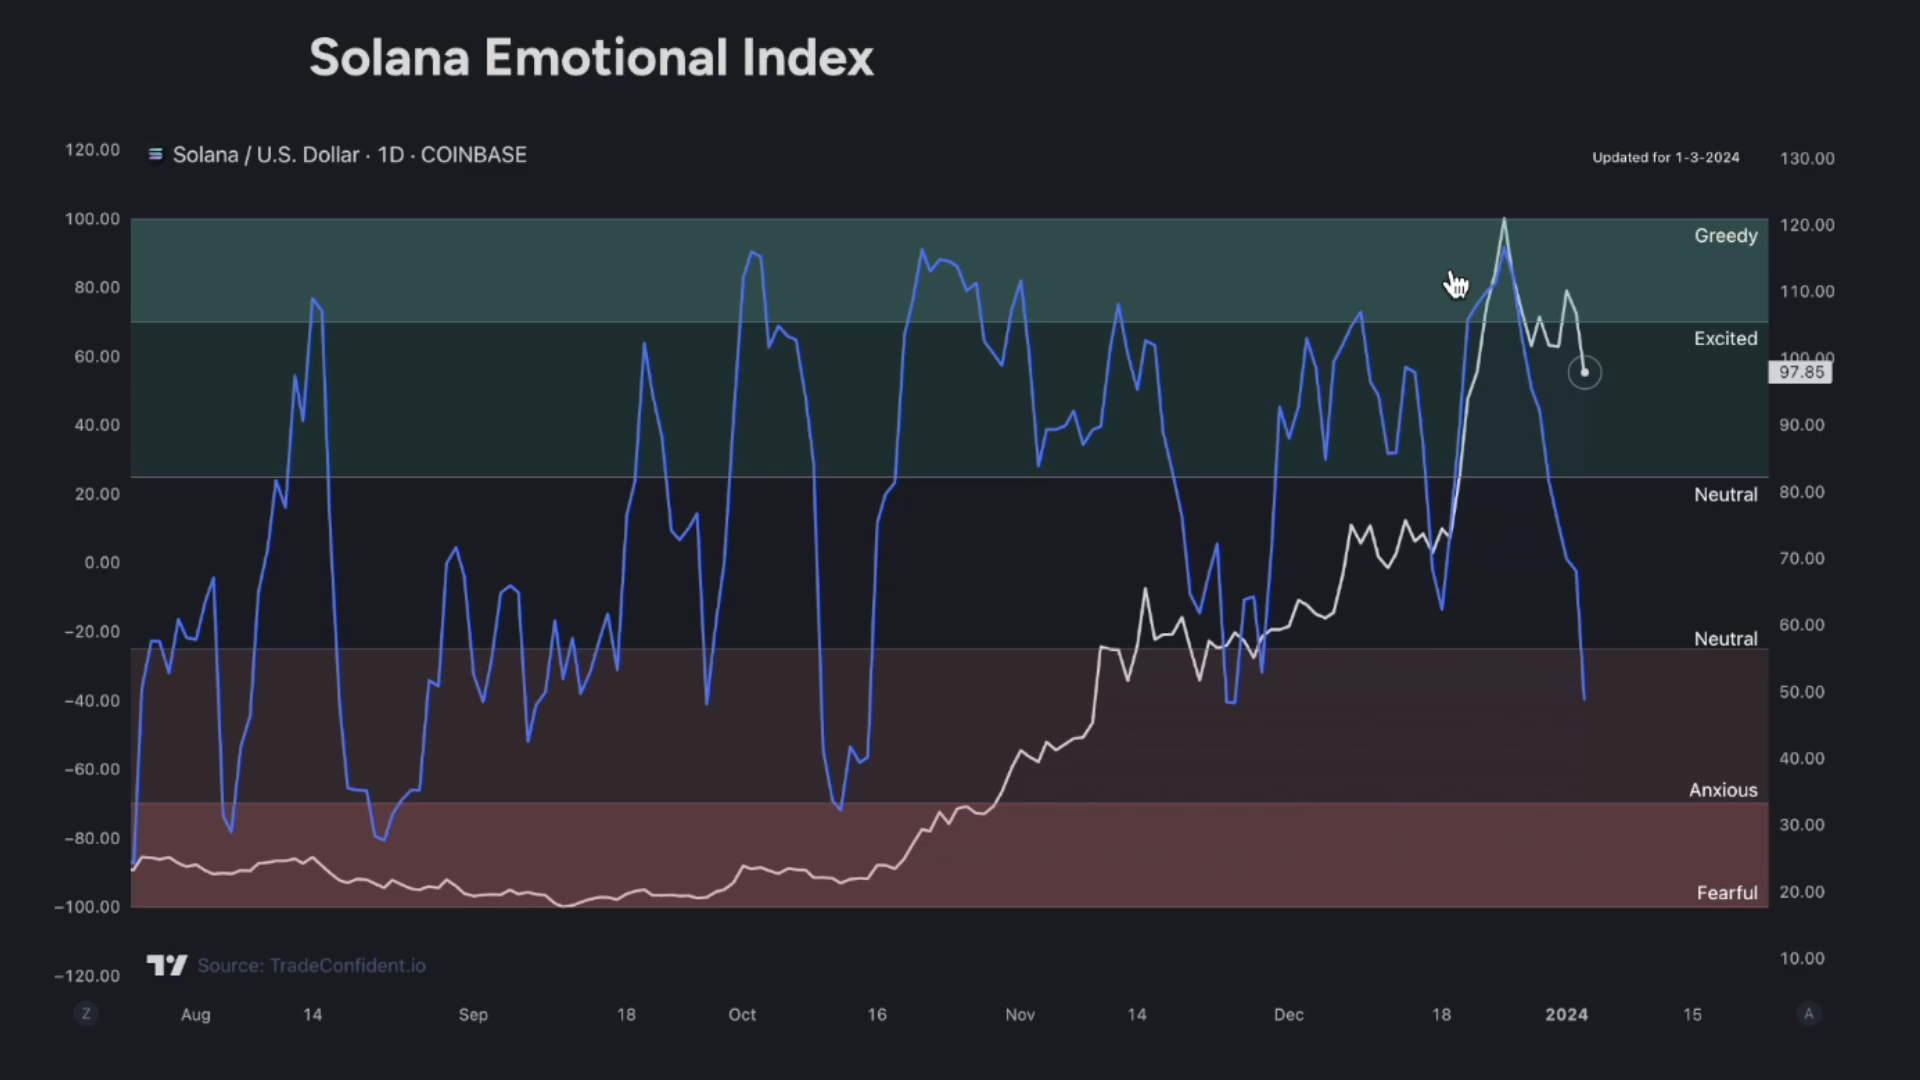 Solana Emotional Index
Solana / U.S. Dollar · 1D · COINBASE
Updated for 1-3-2024
120.00
100.00
80.00
60.00
40.00
20.00
0.00
−20.00
−40.00
−60.00
−80.00
−100.00
−120.00
Greedy
Excited
Neutral
Neutral
Anxious
Fearful
130.00
120.00
110.00
100.00
97.85
90.00
80.00
70.00
60.00
50.00
40.00
30.00
20.00
10.00
Source: TradeConfident.io
Z Aug 14 Sep 18 Oct 16 Nov 14 Dec 18 2024 15 A